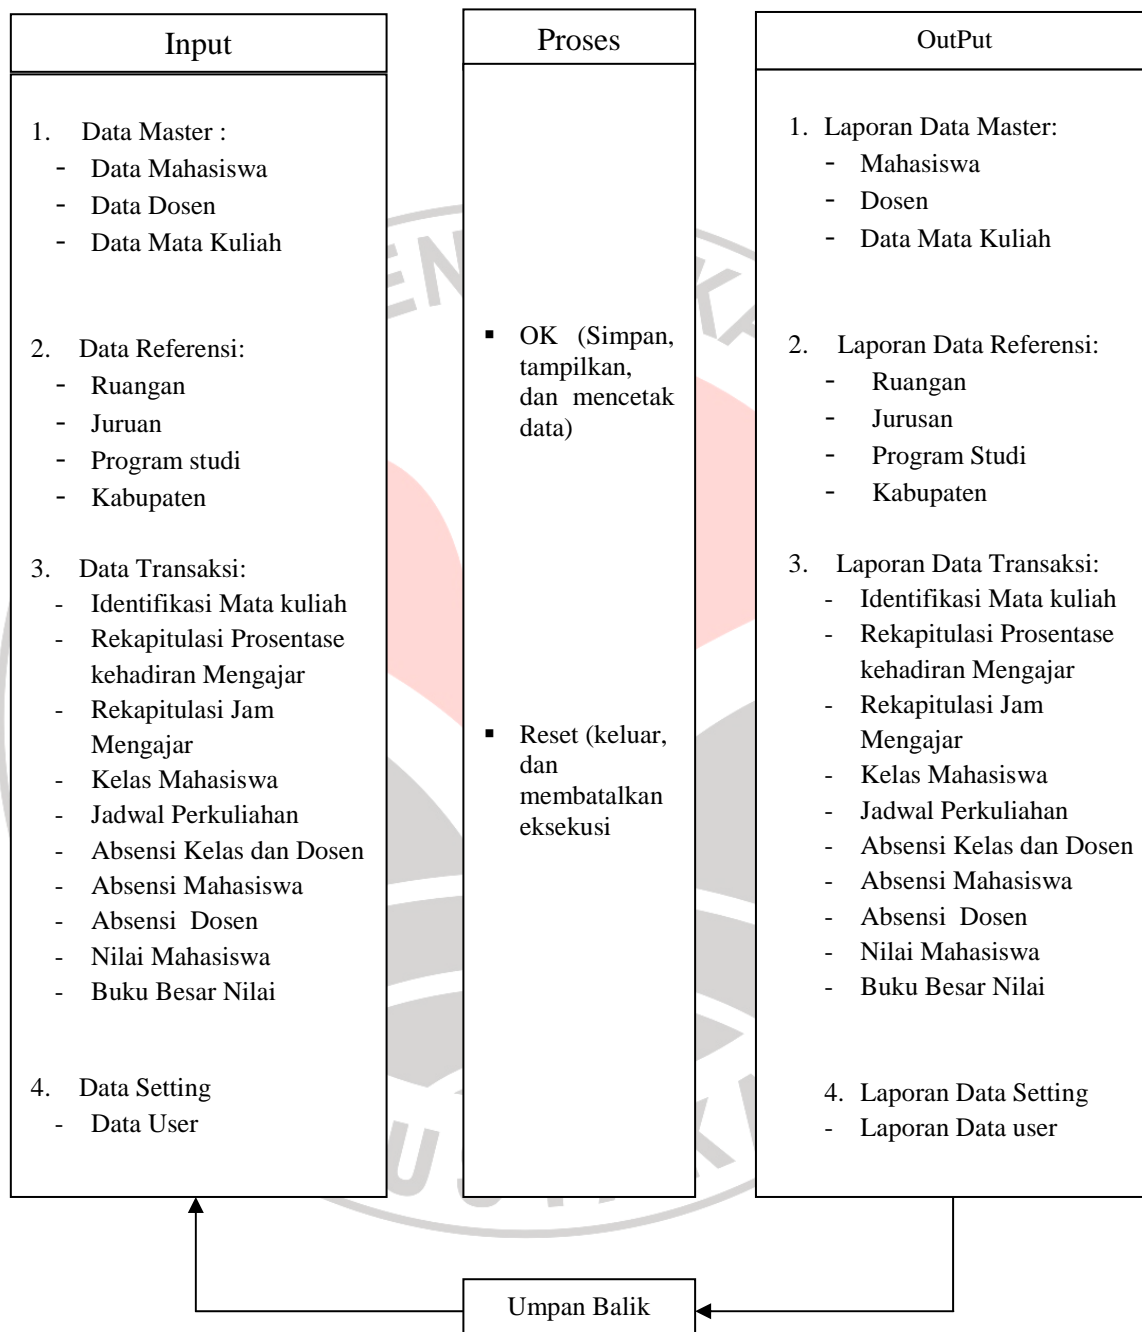 Input
1. Data Master :
- Data Mahasiswa
- Data Dosen
- Data Mata Kuliah
2. Data Referensi:
- Ruangan
- Juruan
- Program studi
- Kabupaten
3. Data Transaksi:
- Identifikasi Mata kuliah
- Rekapitulasi Prosentase
kehadiran Mengajar
- Rekapitulasi Jam
Mengajar
- Kelas Mahasiswa
- Jadwal Perkuliahan
- Absensi Kelas dan Dosen
- Absensi Mahasiswa
- Absensi Dosen
- Nilai Mahasiswa
- Buku Besar Nilai
4. Data Setting
- Data User
Proses
▪ OK (Simpan,
tampilkan,
dan mencetak
data)
▪ Reset (keluar,
dan
membatalkan
eksekusi
OutPut
1. Laporan Data Master:
- Mahasiswa
- Dosen
- Data Mata Kuliah
2. Laporan Data Referensi:
- Ruangan
- Jurusan
- Program Studi
- Kabupaten
3. Laporan Data Transaksi:
- Identifikasi Mata kuliah
- Rekapitulasi Prosentase
kehadiran Mengajar
- Rekapitulasi Jam
Mengajar
- Kelas Mahasiswa
- Jadwal Perkuliahan
- Absensi Kelas dan Dosen
- Absensi Mahasiswa
- Absensi Dosen
- Nilai Mahasiswa
- Buku Besar Nilai
4. Laporan Data Setting
- Laporan Data user
Umpan Balik